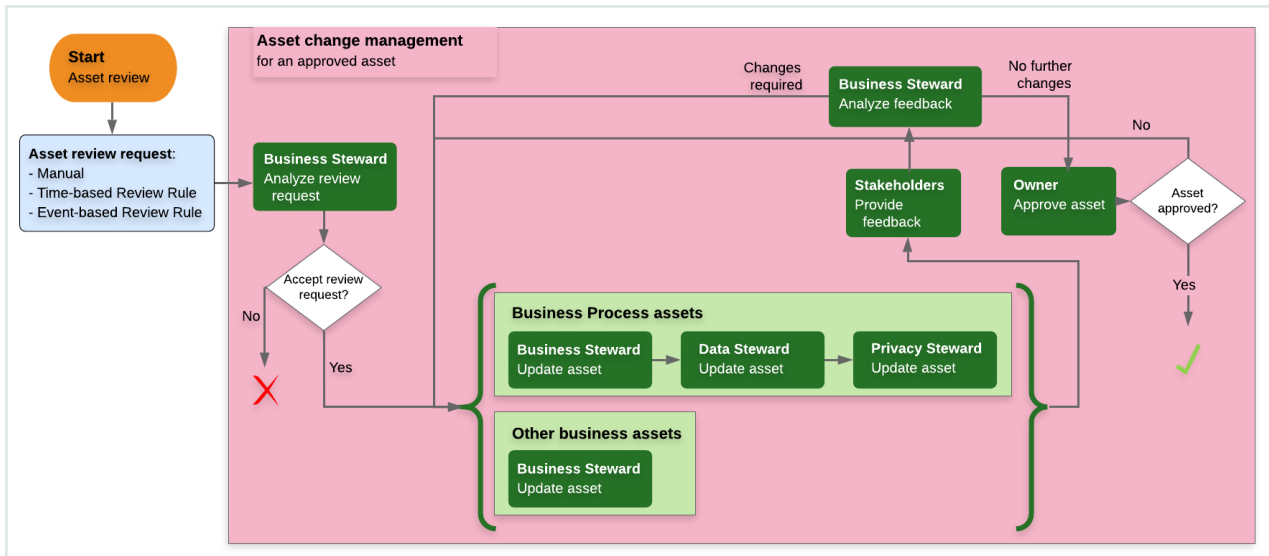 Start
Asset review
Asset review request:
- Manual
- Time-based Review Rule
- Event-based Review Rule
Asset change management
for an approved asset
Business Steward
Analyze review
request
Accept review
request?
No
Yes
Changes
required
Business Steward
Analyze feedback
No further
changes
Stakeholders
Provide
feedback
Owner
Approve asset
Asset
approved?
No
Yes
Business Process assets
Business Steward
Update asset
Data Steward
Update asset
Privacy Steward
Update asset
Other business assets
Business Steward
Update asset